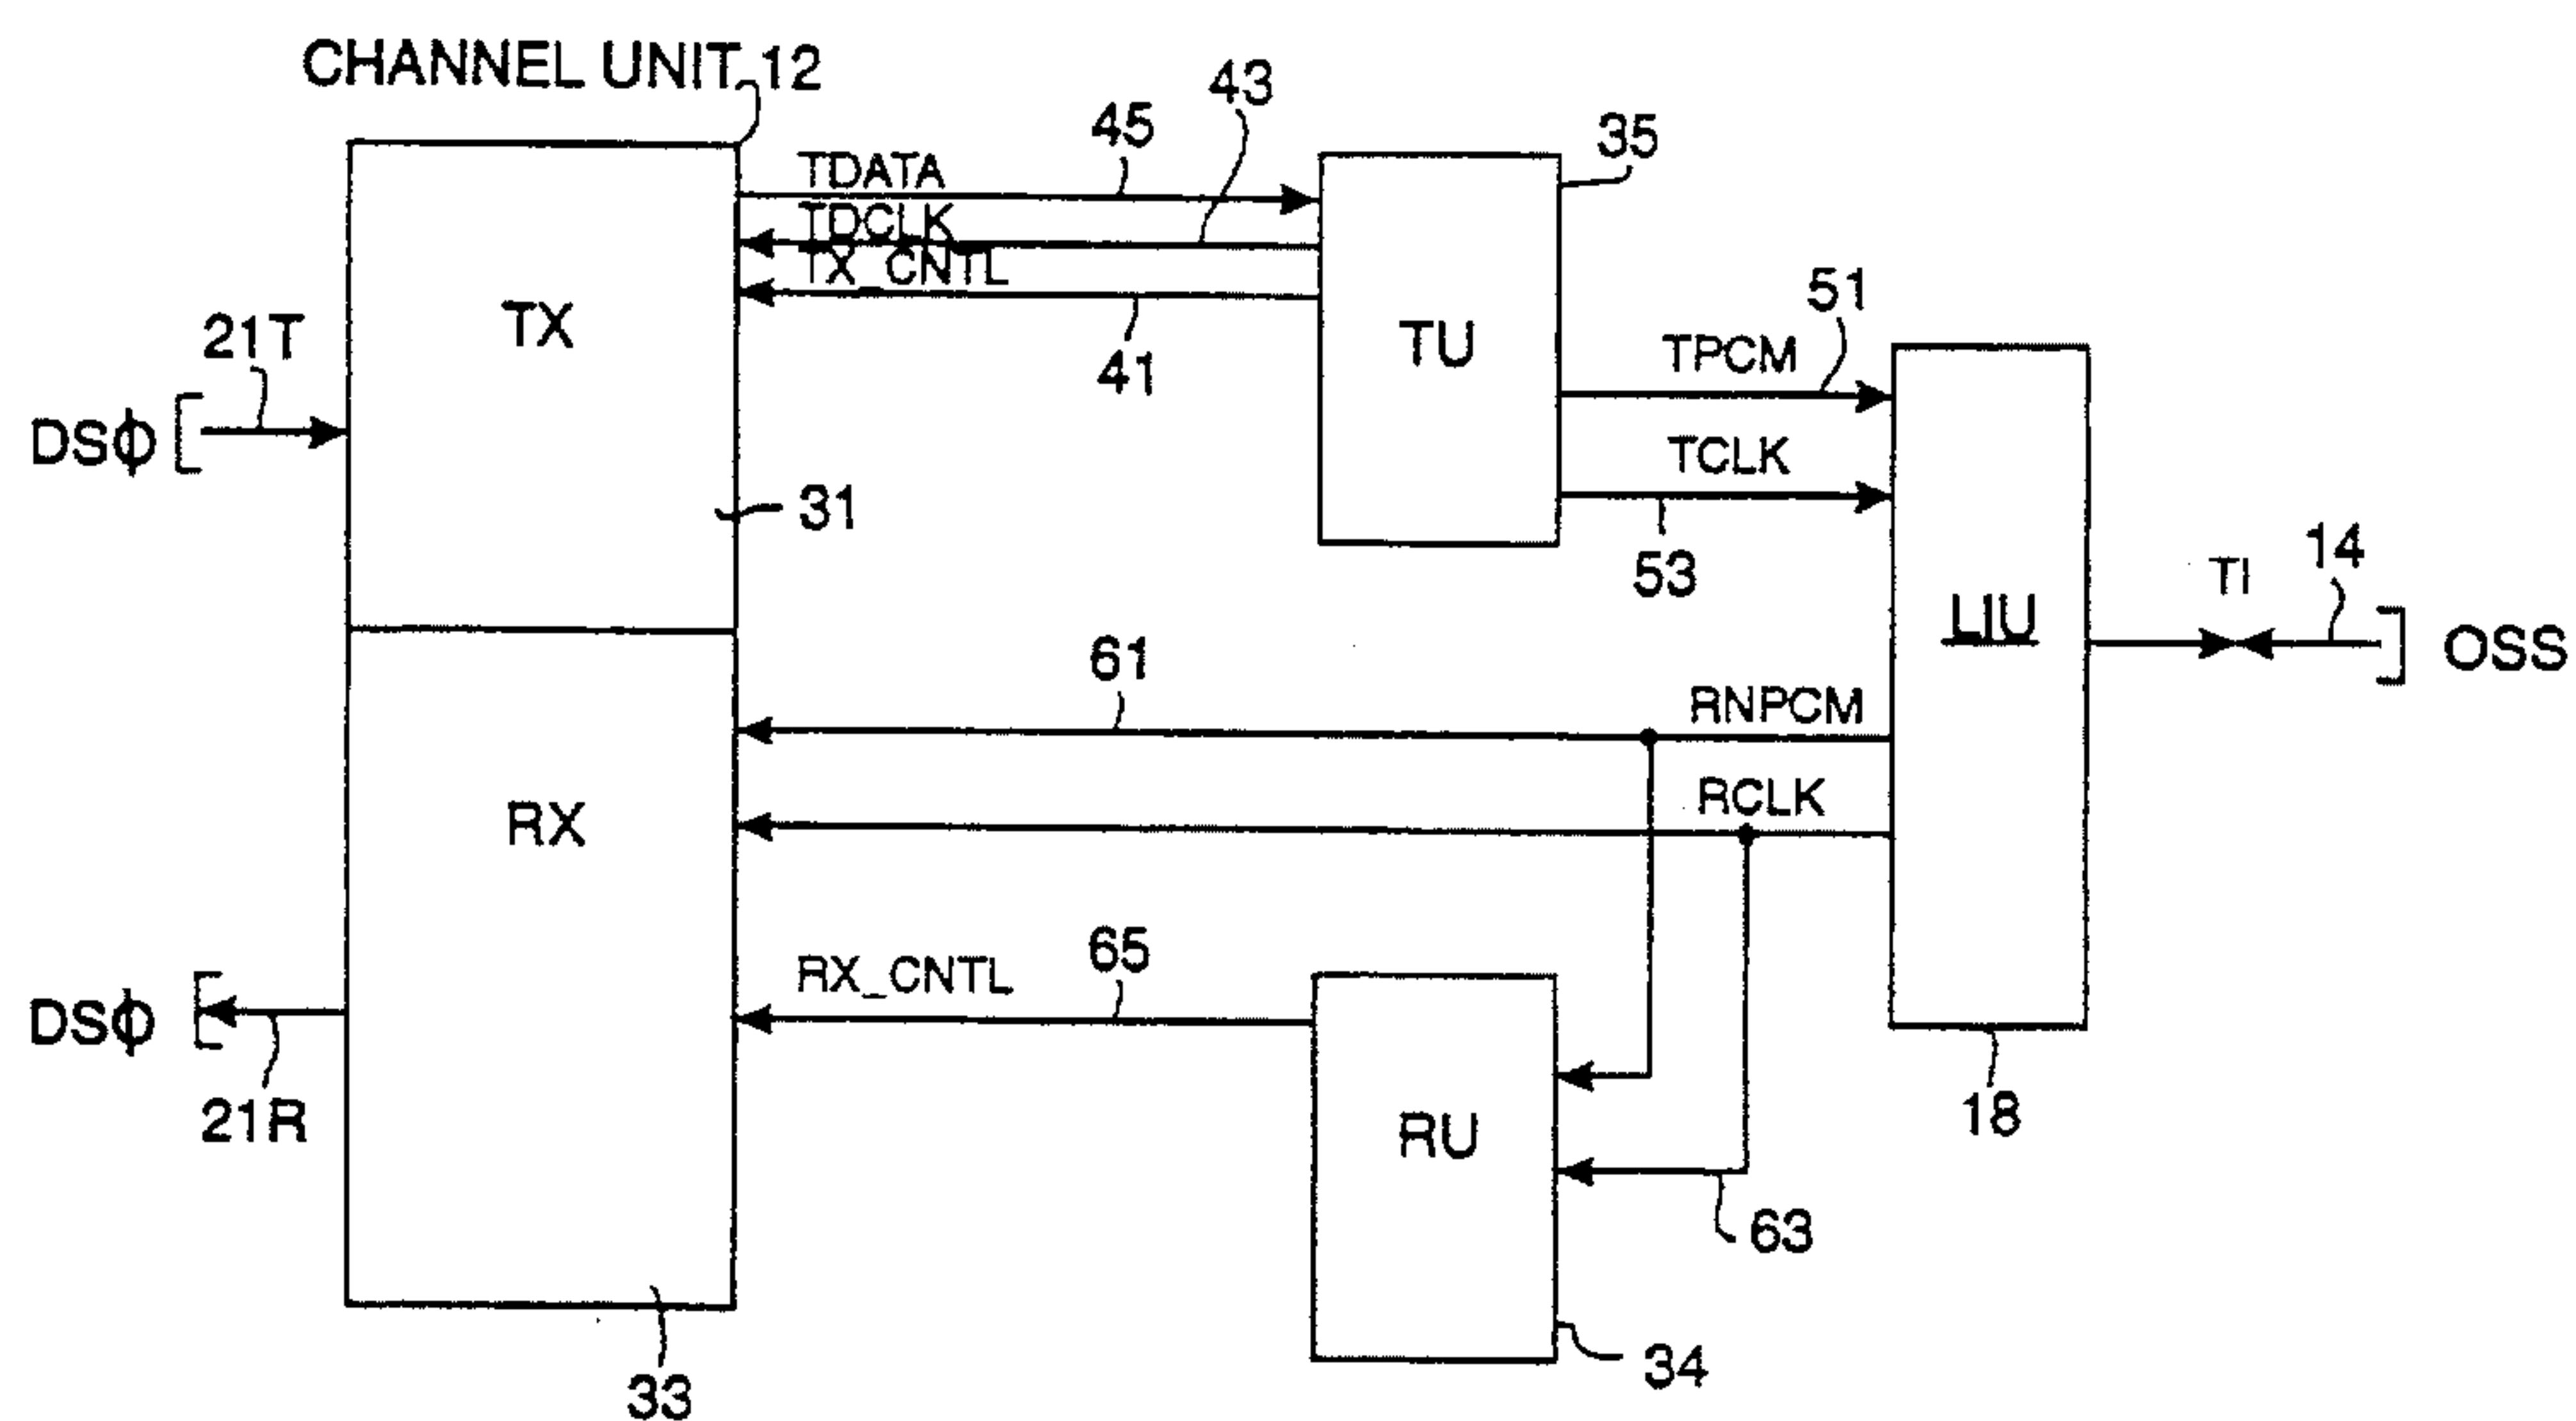 CHANNEL UNIT 12
43
45
35
TDATA
TDCLK
TX_CNTL
41
TX
21T
DSϕ
31
TU
51
TPCM
TCLK
53
LIU
TI
14
OSS
61
RNPCM
RCLK
RX
65
RX_CNTL
DSϕ
21R
RU
63
18
34
33